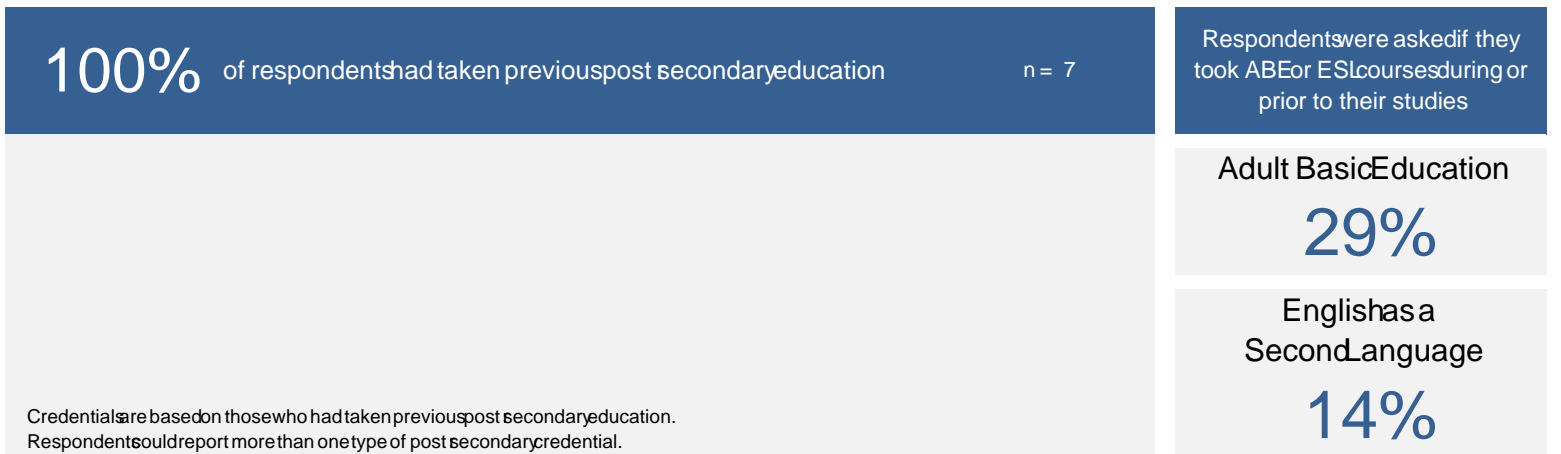 100% of respondents had taken previous post secondary education n = 7
Respondents were asked if they
took ABE or ESL courses during or
prior to their studies
Adult Basic Education
29%
English as a
Second Language
14%
Credentials are based on those who had taken previous post secondary education.
Respondents could report more than one type of post secondary credential.